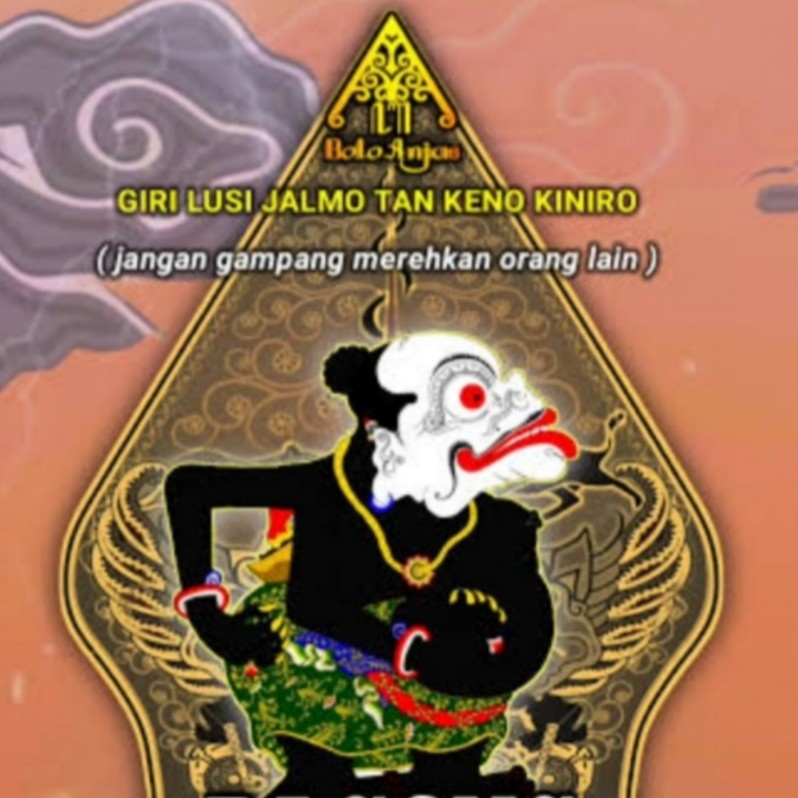 Bolo Anjas
GIRI LUSI JALMO TAN KENO KINIRO
( jangan gampang merehkan orang lain )